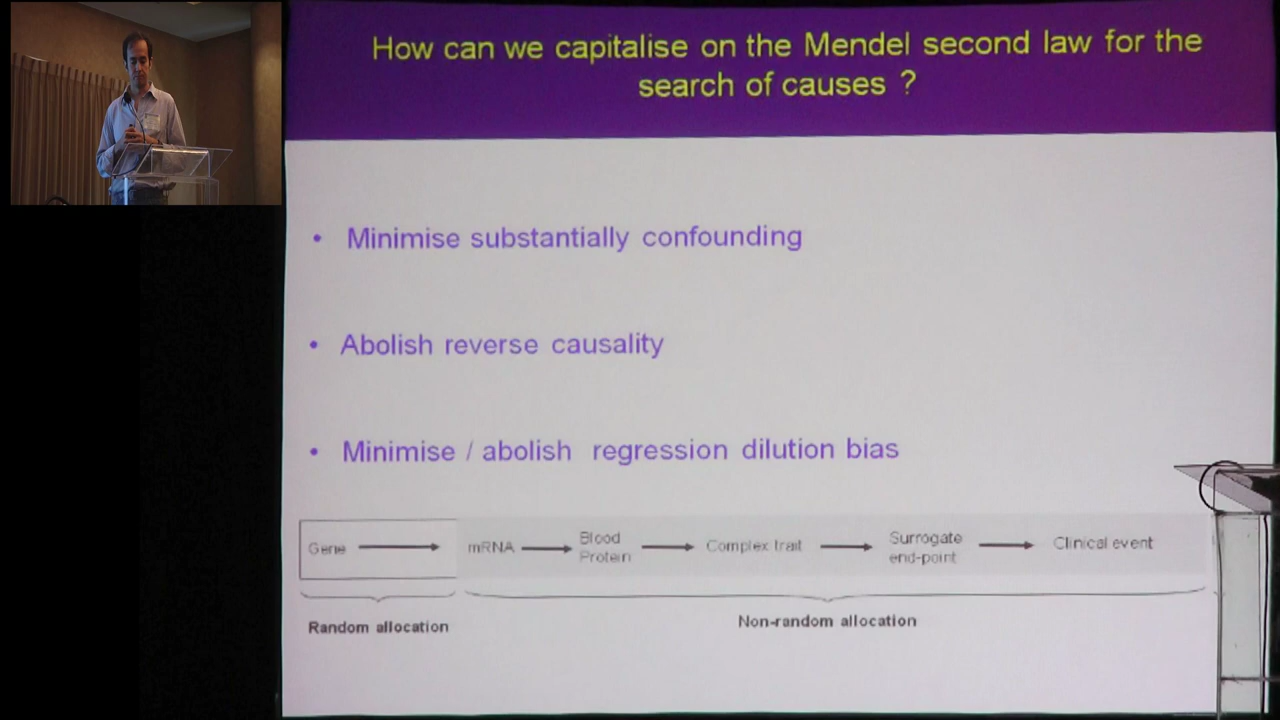 How can we capitalise on the Mendel second law for the
search of causes ?
• Minimise substantially confounding
• Abolish reverse causality
• Minimise / abolish regression dilution bias
Gene mRNA Blood Protein Complex trait Surrogate end-point Clinical event
Random allocation Non-random allocation